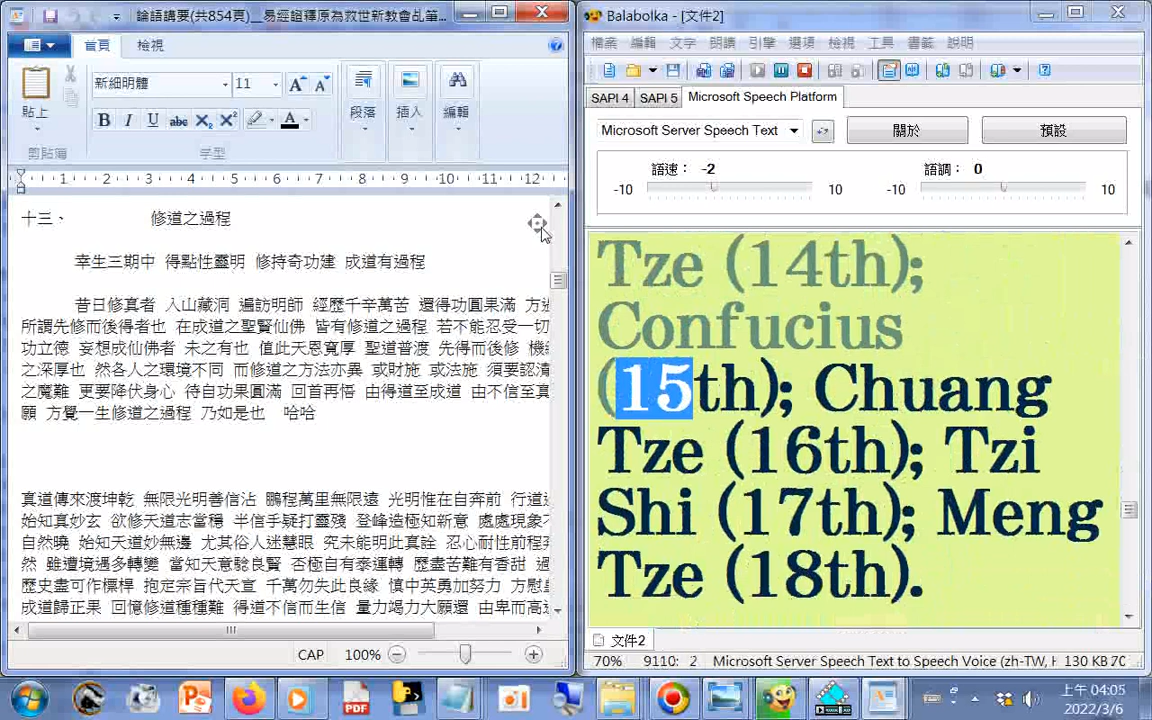 論語講要(共854頁)__易經證釋原為救世新教會乩筆...
首頁
檢視
新細明體
11
A A
貼上
B I U abc X₂ X² A
段落
插入
編輯
剪貼簿
字型
1 2 3 4 5 6 7 8 9 10 11 12
十三、 修道之過程
幸生三期中 得點性靈明 修持奇功建 成道有過程
昔日修真者 入山藏洞 遍訪明師 經歷千辛萬苦 還得功圓果滿 方
所謂先修而後得者也 在成道之聖賢仙佛 皆有修道之過程 若不能忍受一切
功立德 妄想成仙佛者 未之有也 值此天恩寬厚 聖道普渡 先得而後修 機
之深厚也 然各人之環境不同 而修道之方法亦異 或財施 或法施 須要認清
之魔難 更要降伏身心 待自功果圓滿 回首再悟 由得道至成道 由不信至真
願 方覺一生修道之過程 乃如是也 哈哈
真道傳來渡坤乾 無限光明善信沾 鵬程萬里無限遠 光明惟在自奔前 行道
始知真妙玄 欲修天道志當穩 半信乎疑打靈殘 登峰造極知新意 處處現象
自然曉 始知天道妙無邊 尤其俗人迷慧眼 究未能明此真詮 忍心耐性前程
然 雖遭境遇多轉變 當知天意騐良賢 否極自有泰運轉 歷盡苦難有香甜 過
歷史盡可作標桿 抱定宗旨代天宣 千萬勿失此良緣 慎中英勇加努力 方慰
成道歸正果 回憶修道種種難 得道不信而生信 量力竭力大願還 由卑而高
CAP 100%
Balabolka - [文件2]
檔案 編輯 文字 朗讀 引擎 選項 檢視 工具 書籤 說明
SAPI 4 SAPI 5 Microsoft Speech Platform
Microsoft Server Speech Text
關於
預設
語速： -2
語調： 0
-10 10
-10 10
Tze (14th);
Confucius
(15th); Chuang
Tze (16th); Tzi
Shi (17th); Meng
Tze (18th).
文件2
70% 9110: 2 Microsoft Server Speech Text to Speech Voice (zh-TW, H 130 KB
上午 04:05
2022/3/6